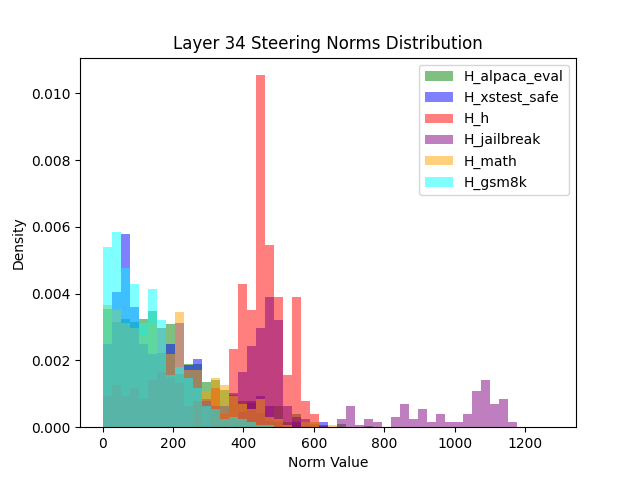 Layer 34 Steering Norms Distribution
H_alpaca_eval
H_xstest_safe
H_h
H_jailbreak
H_math
H_gsm8k
Density
0.010
0.008
0.006
0.004
0.002
0.000
0 200 400 600 800 1000 1200
Norm Value